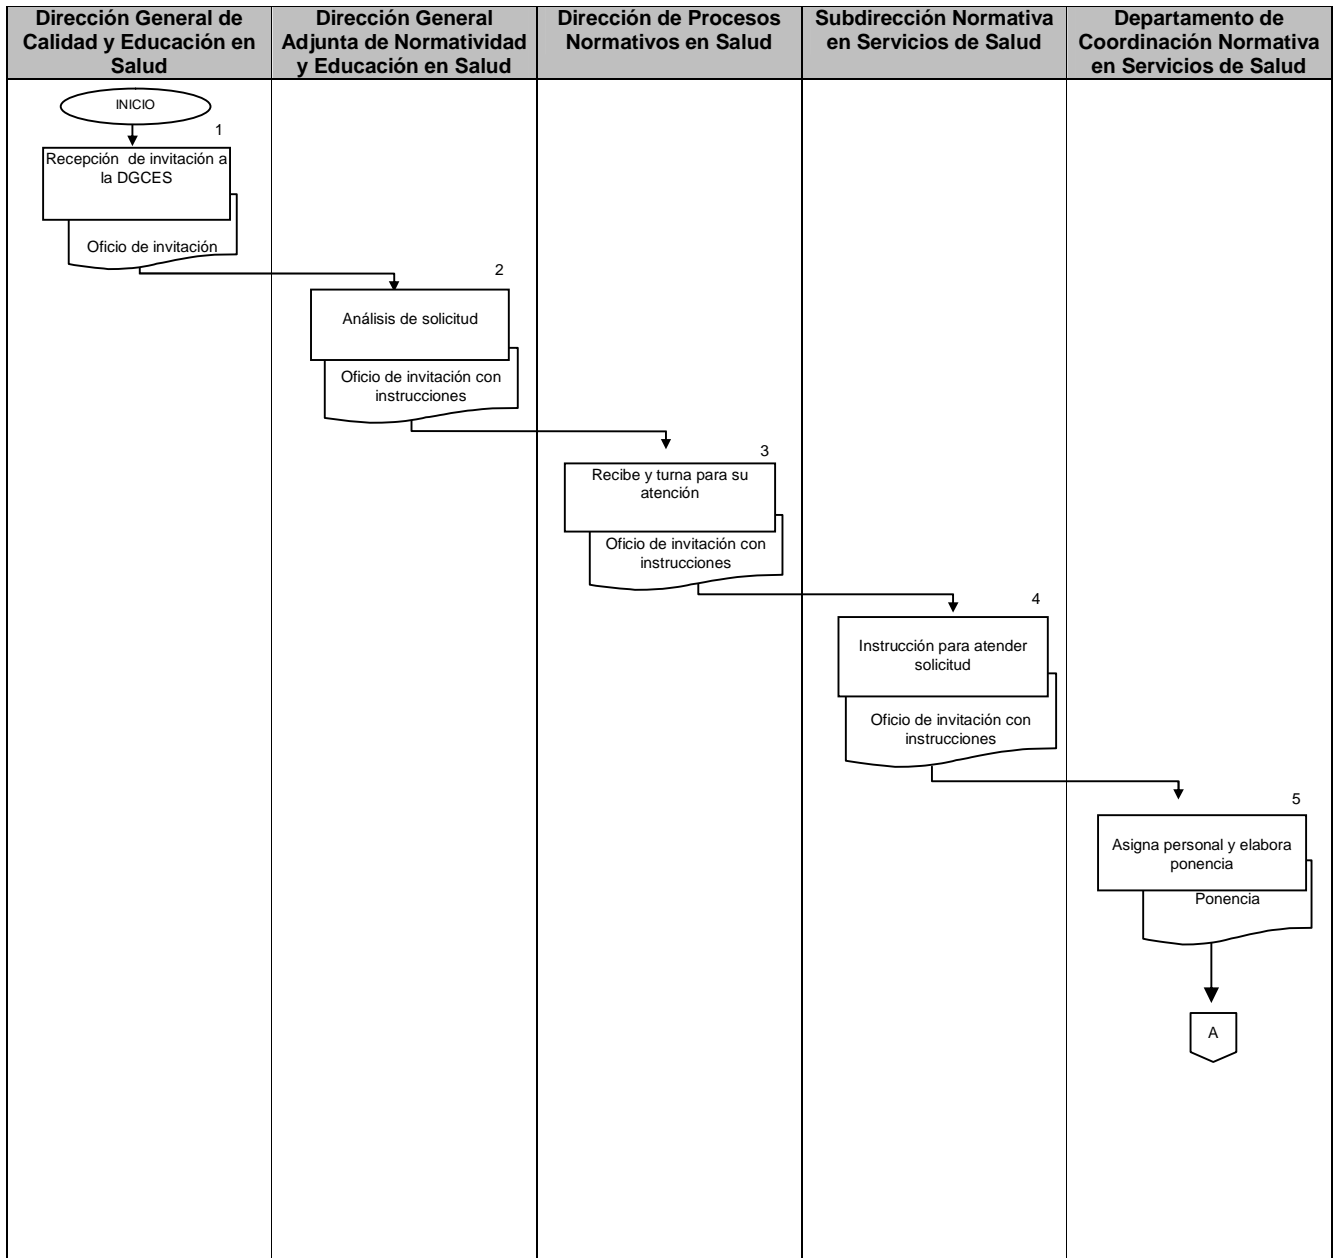 Dirección General de
Calidad y Educación en
Salud
Dirección General
Adjunta de Normatividad
y Educación en Salud
Dirección de Procesos
Normativos en Salud
Subdirección Normativa
en Servicios de Salud
Departamento de
Coordinación Normativa
en Servicios de Salud
INICIO
1
Recepción de invitación a
la DGCES
Oficio de invitación
2
Análisis de solicitud
Oficio de invitación con
instrucciones
3
Recibe y turna para su
atención
Oficio de invitación con
instrucciones
4
Instrucción para atender
solicitud
Oficio de invitación con
instrucciones
5
Asigna personal y elabora
ponencia
Ponencia
A